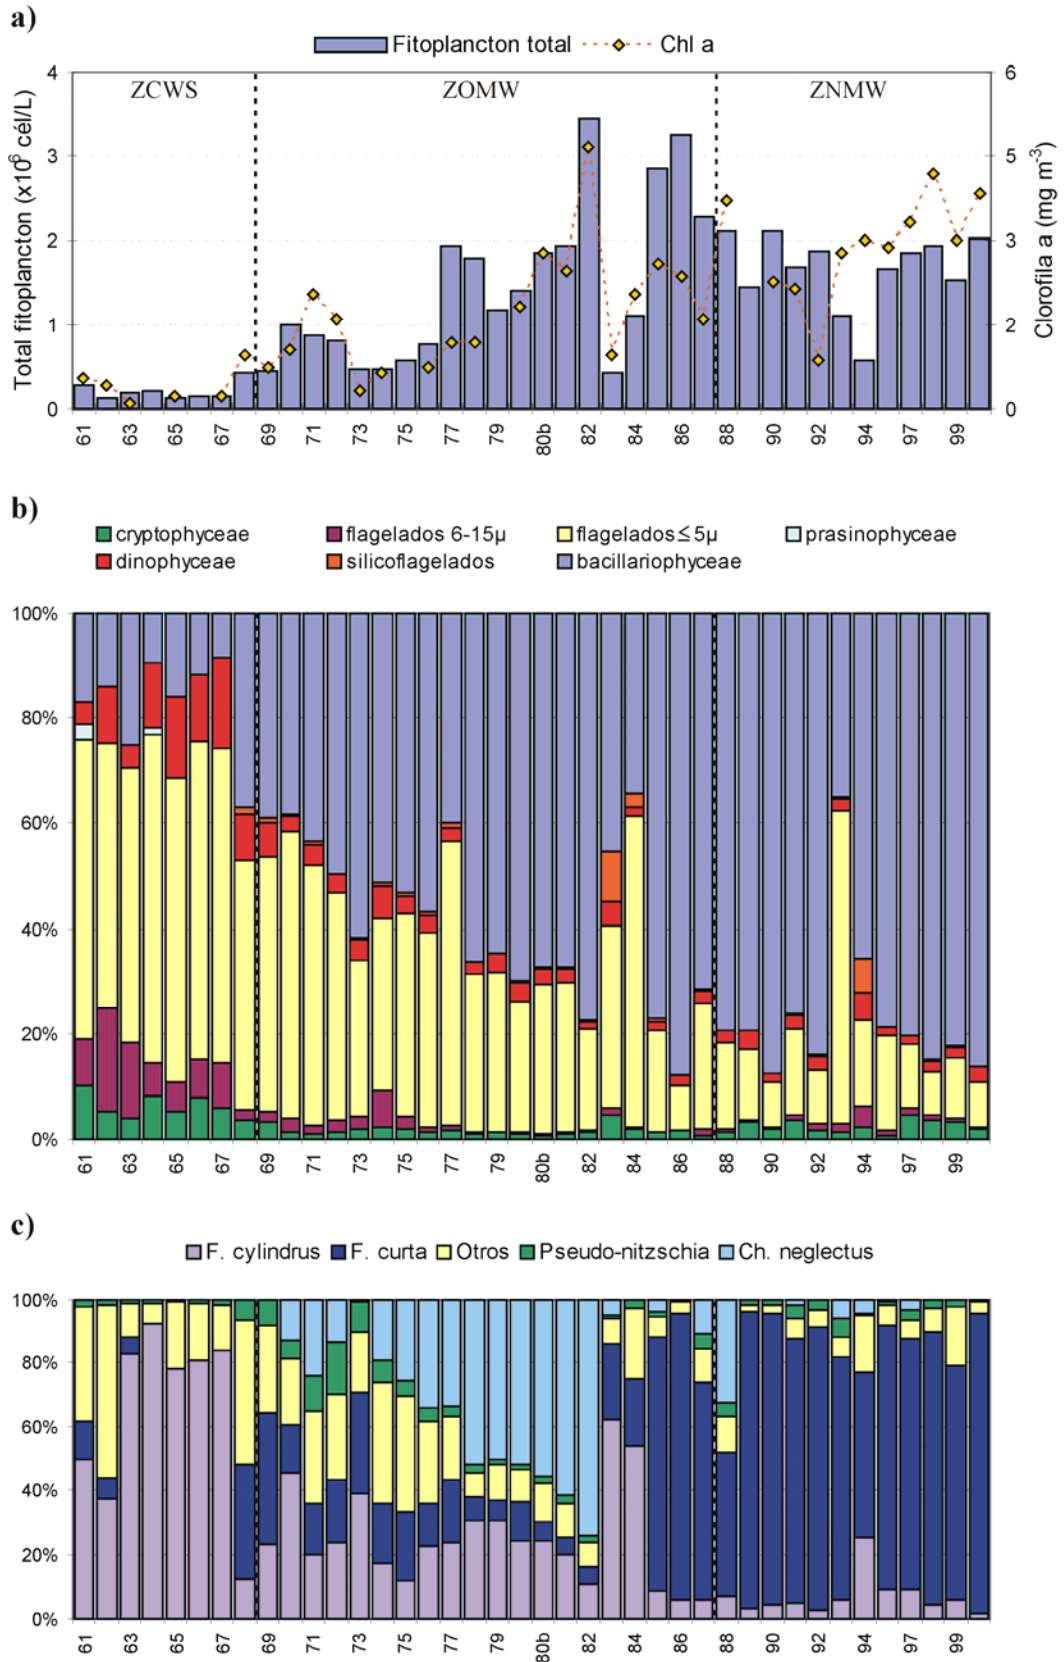 a)
Fitoplancton total Chl a
ZCWS ZOMW ZNMW
Total fitoplancton (x10⁶ cél/L)
4
3
2
1
0
6
5
3
2
0
Clorofila a (mg m⁻³)
61 63 65 67 69 71 73 75 77 79 80b 82 84 86 88 90 92 94 97 99
b)
cryptophyceae flagelados 6-15µ flagelados ≤ 5µ prasinophyceae
dinophyceae silicoflagelados bacillariophyceae
100%
80%
60%
40%
20%
0%
61 63 65 67 69 71 73 75 77 79 80b 82 84 86 88 90 92 94 97 99
c)
F. cylindrus F. curta Otros Pseudo-nitzschia Ch. neglectus
100%
80%
60%
40%
20%
0%
61 63 65 67 69 71 73 75 77 79 80b 82 84 86 88 90 92 94 97 99